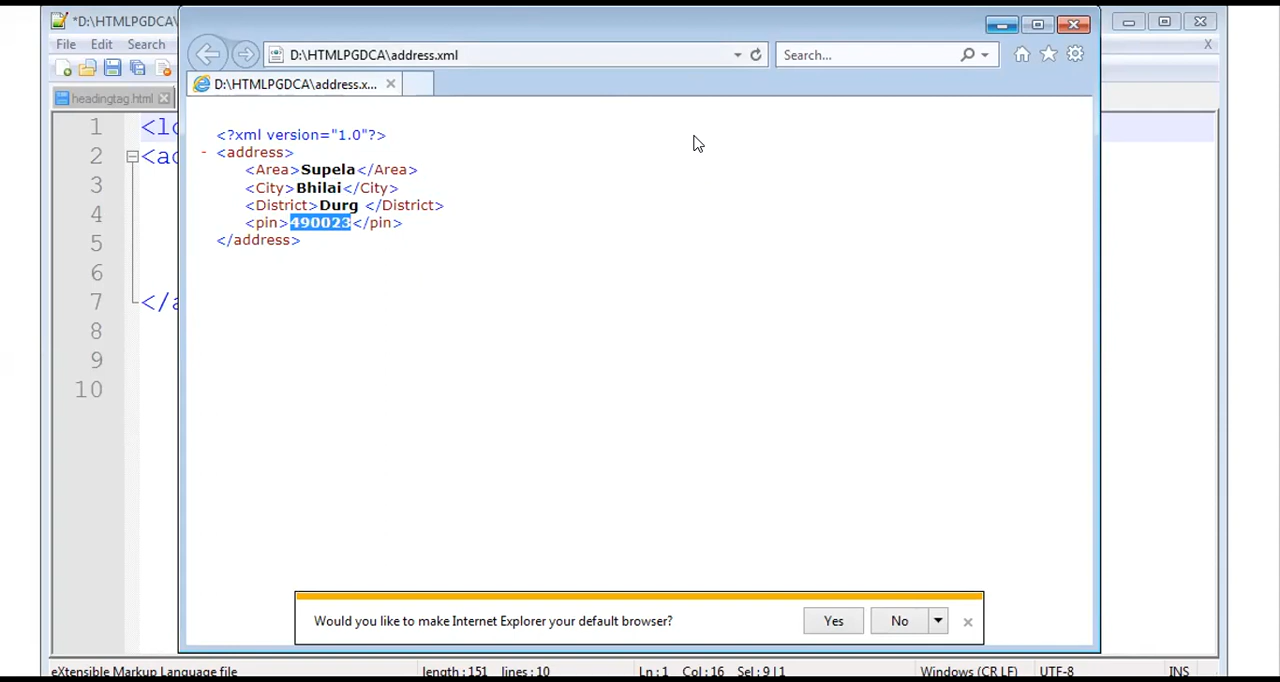 *D:\HTMLPGDCA\
File Edit Search
X
D:\HTMLPGDCA\address.xml
Search...
D:\HTMLPGDCA\address.x...
headingtag.html
<?xml version="1.0"?>
- <address>
<Area>Supela</Area>
<City>Bhilai</City>
<District>Durg </District>
<pin>490023</pin>
</address>
1 <lo
2 <ad
3
4
5
6
7 </a
8
9
10
Would you like to make Internet Explorer your default browser?
Yes
No
eXtensible Markup Language file
length : 151 lines : 10
Ln : 1 Col : 16 Sel : 9 | 1
Windows (CR LF)
UTF-8
INS